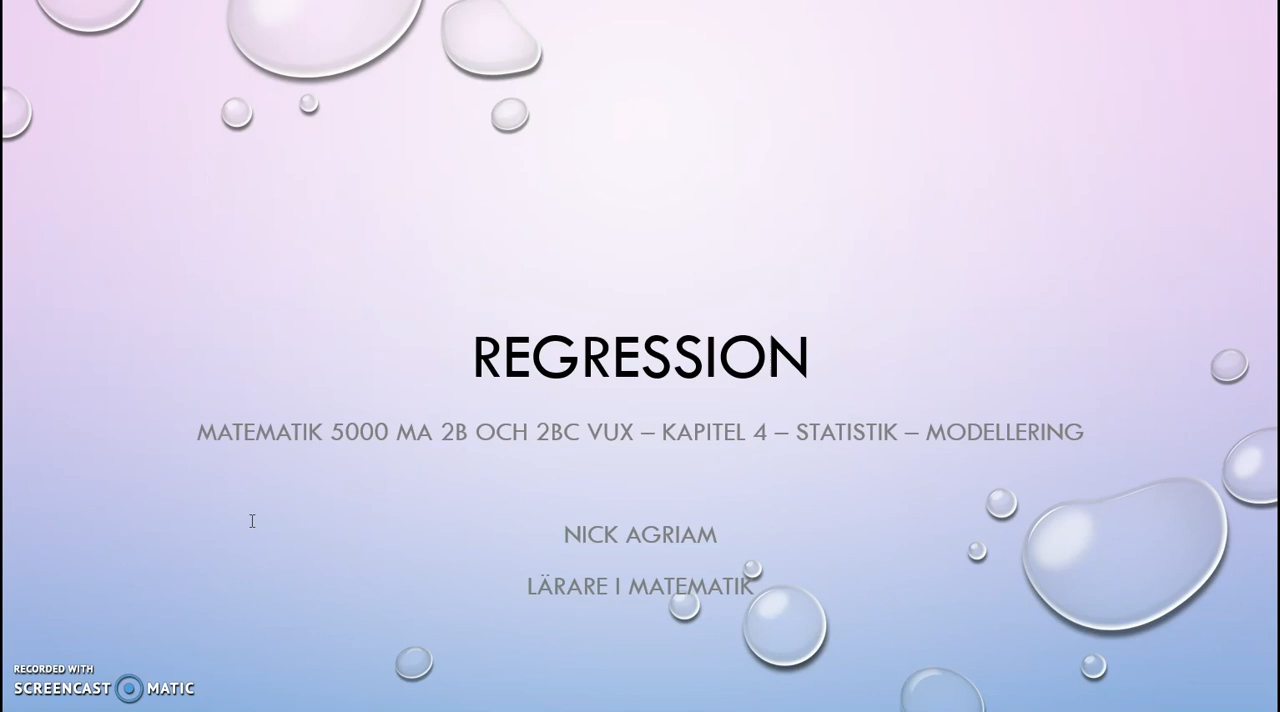 REGRESSION
MATEMATIK 5000 MA 2B OCH 2BC VUX – KAPITEL 4 – STATISTIK – MODELLERING
NICK AGRIAM
LÄRARE I MATEMATIK
RECORDED WITH
SCREENCAST MATIC